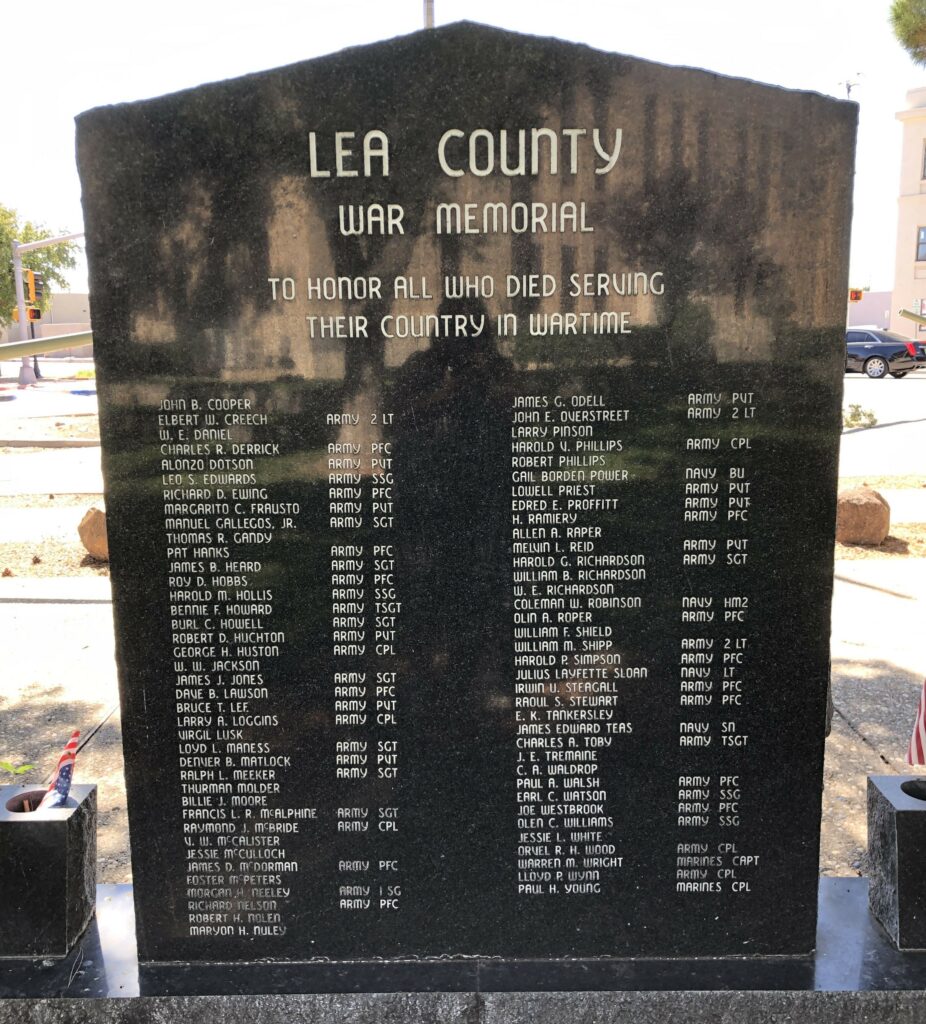 LEA COUNTY
WAR MEMORIAL
TO HONOR ALL WHO DIED SERVING
THEIR COUNTRY IN WARTIME
JOHN B. COOPER
ELBERT W. CREECH ARMY 2 LT
W. E. DANIEL
CHARLES R. DERRICK ARMY PFC
ALONZO DOTSON ARMY PVT
LEO S. EDWARDS ARMY SSG
RICHARD D. EWING ARMY PFC
MARGARITO C. FRAUSTO ARMY PVT
MANUEL GALLEGOS, JR. ARMY SGT
THOMAS R. GANDY
PAT HANKS ARMY PFC
JAMES B. HEARD ARMY SGT
ROY D. HOBBS ARMY PFC
HAROLD M. HOLLIS ARMY SSG
BENNIE F. HOWARD ARMY TSGT
BURL C. HOWELL ARMY SGT
ROBERT D. HUCHTON ARMY PVT
GEORGE H. HUSTON ARMY CPL
W. W. JACKSON
JAMES J. JONES ARMY SGT
DAVE B. LAWSON ARMY PFC
BRUCE T. LEE ARMY PVT
LARRY A. LOGGINS ARMY CPL
VIRGIL LUSK
LOYD L. MANESS ARMY SGT
DENVER B. MATLOCK ARMY PVT
RALPH L. MEEKER ARMY SGT
THURMAN MOLDER
BILLIE J. MOORE
FRANCIS L. R. McALPHINE ARMY SGT
RAYMOND J. McBRIDE ARMY CPL
V. W. McALISTER
JESSIE McCULLOCH
JAMES D. McDORMAN ARMY PFC
FOSTER McPETERS
MORGAN H. NEELEY ARMY 1 SG
RICHARD NELSON ARMY PFC
ROBERT H. NOLEN
MARYON H. NULEY
JAMES G. ODELL ARMY PVT
JOHN E. OVERSTREET ARMY 2 LT
LARRY PINSON
HAROLD V. PHILLIPS ARMY CPL
ROBERT PHILLIPS
GAIL BORDEN POWER NAVY BU
LOWELL PRIEST ARMY PVT
EDRED E. PROFFITT ARMY PVT
H. RAMIERY ARMY PFC
ALLEN A. RAPER
MELVIN L. REID ARMY PVT
HAROLD G. RICHARDSON ARMY SGT
WILLIAM B. RICHARDSON
W. E. RICHARDSON
COLEMAN W. ROBINSON NAVY HM2
OLIN A. ROPER ARMY PFC
WILLIAM F. SHIELD
WILLIAM M. SHIPP ARMY 2 LT
HAROLD P. SIMPSON ARMY PFC
JULIUS LAYFETTE SLOAN NAVY LT
IRWIN U. STEAGALL ARMY PFC
RAOUL S. STEWART ARMY PFC
E. K. TANKERSLEY
JAMES EDWARD TEAS NAVY SN
CHARLES A. TOBY ARMY TSGT
J. E. TREMAINE
C. A. WALDROP
PAUL A. WALSH ARMY PFC
EARL C. WATSON ARMY SSG
JOE WESTBROOK ARMY PFC
OLEN C. WILLIAMS ARMY SSG
JESSIE L. WHITE
ORVEL R. H. WOOD ARMY CPL
WARREN M. WRIGHT MARINES CAPT
LLOYD P. WYNN ARMY CPL
PAUL H. YOUNG MARINES CPL